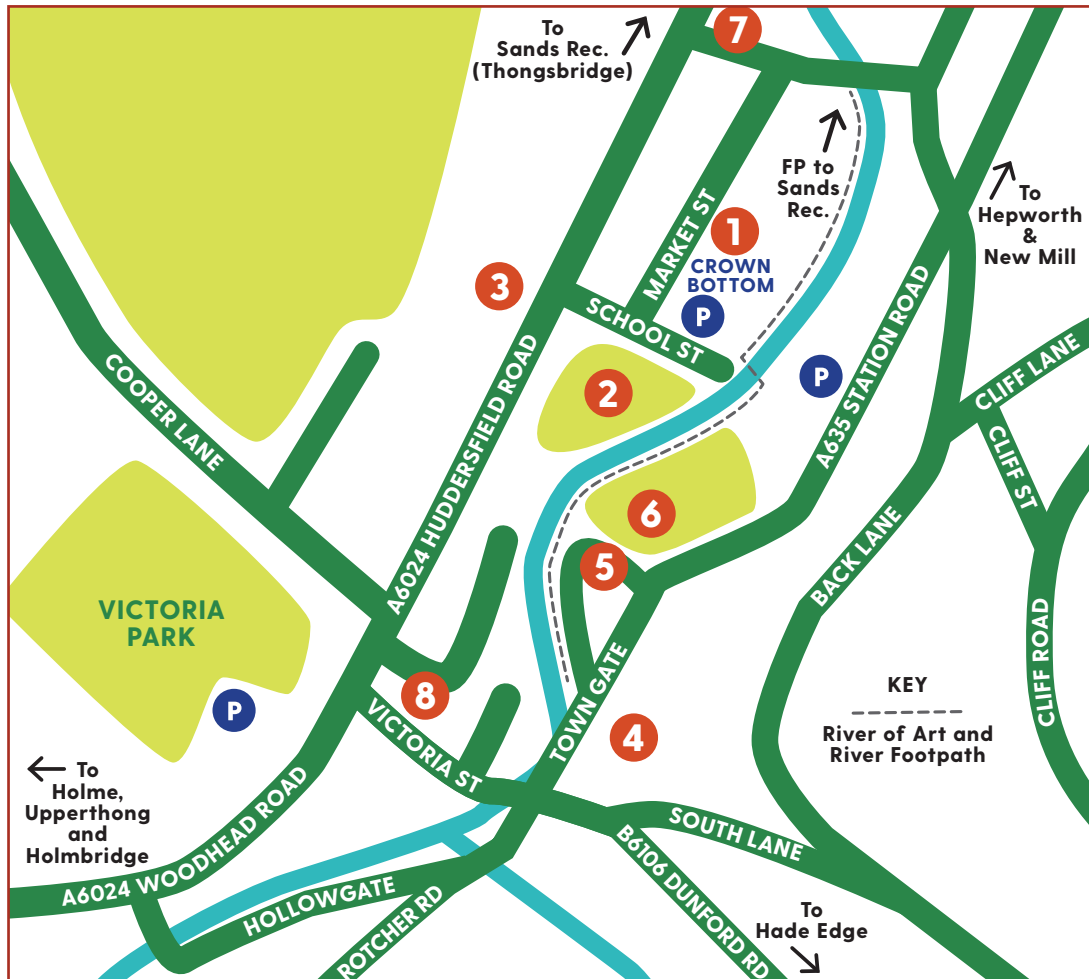 To
Sands Rec.
(Thongsbridge)
7
FP to
Sands
Rec.
To
Hepworth
&
New Mill
MARKET ST
1
CROWN
BOTTOM
P
3
SCHOOL ST
2
P
A635 STATION ROAD
CLIFF LANE
CLIFF ST
COOPER LANE
A6024 HUDDERSFIELD ROAD
6
5
BACK LANE
CLIFF ROAD
VICTORIA
PARK
P
8
VICTORIA ST
TOWN GATE
4
KEY
River of Art and
River Footpath
To
Holme,
Upperthong
and
Holmbridge
A6024 WOODHEAD ROAD
HOLLOWGATE
ROTCHER RD
SOUTH LANE
B6106 DUNFORD RD
To
Hade Edge